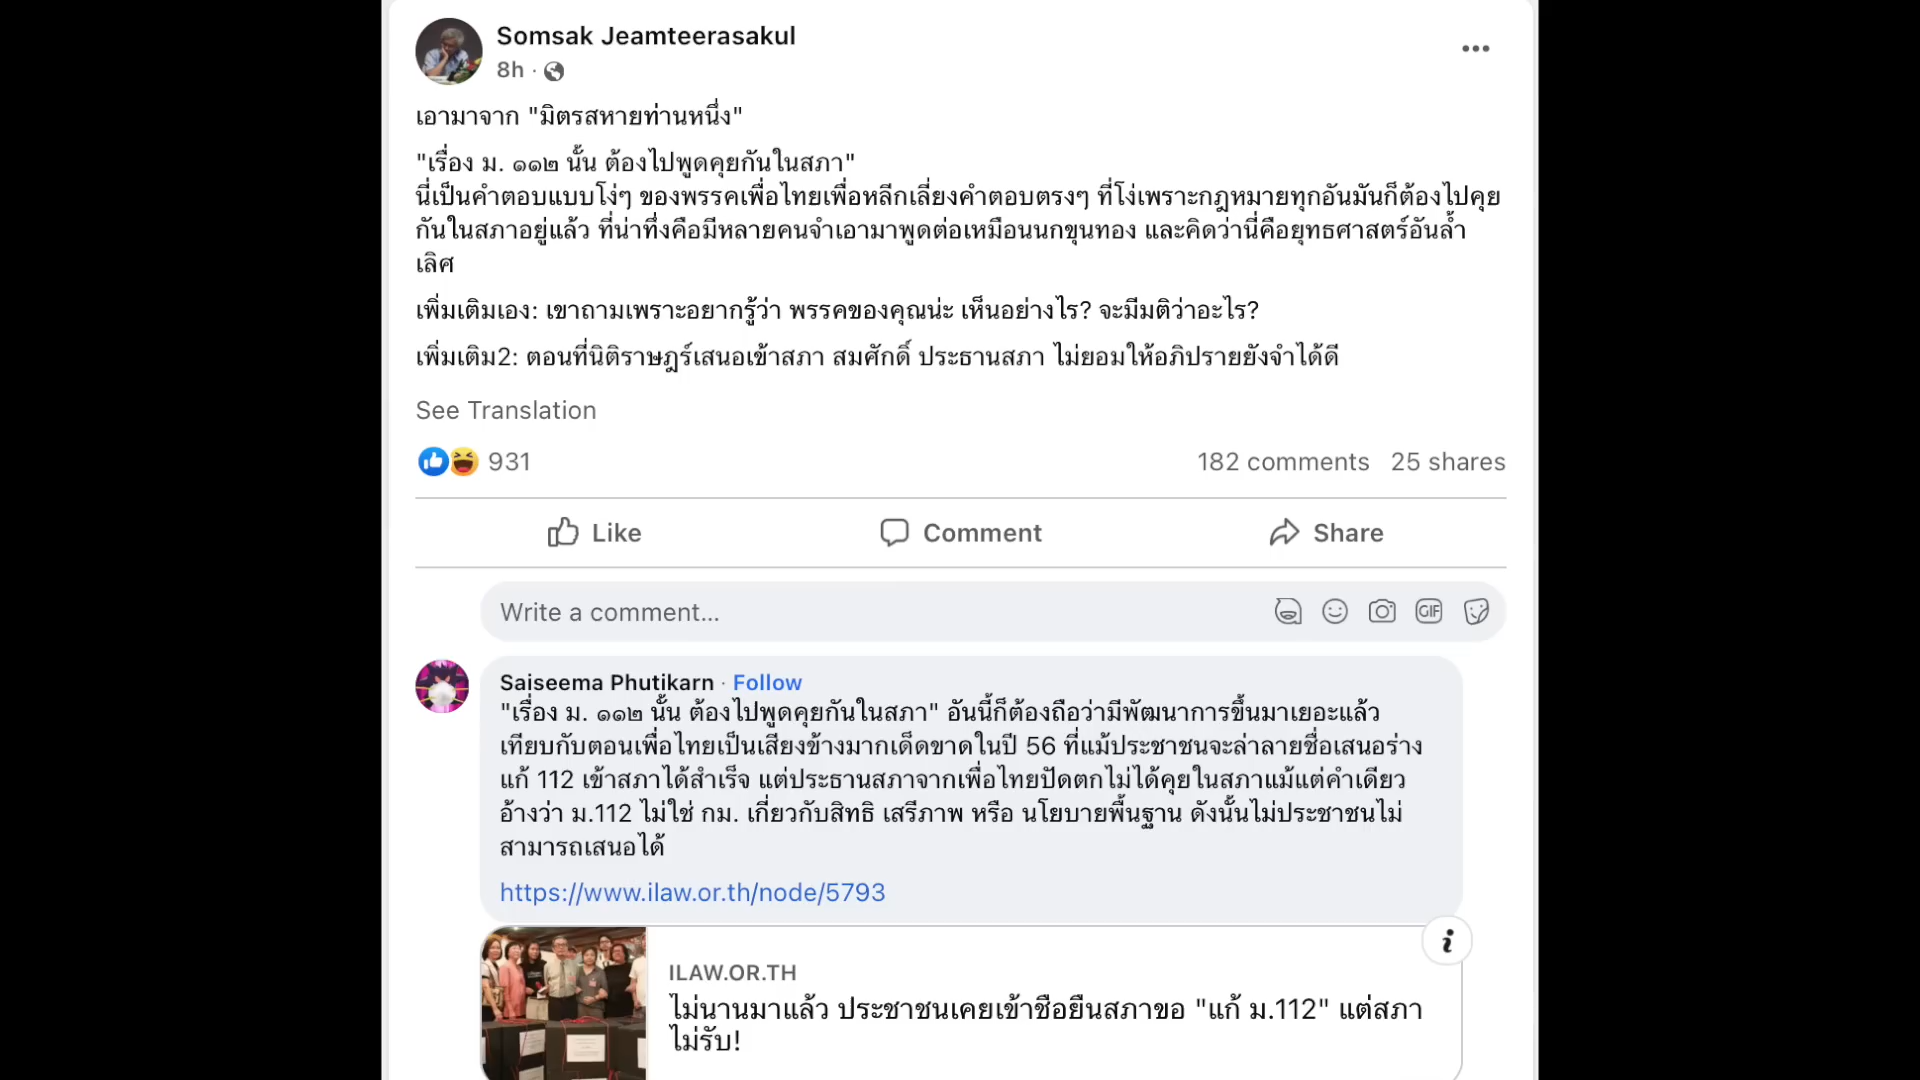 Somsak Jeamteerasakul
8h ·
เอามาจาก "มิตรสหายท่านหนึ่ง"
"เรื่อง ม. ๑๑๒ นั้น ต้องไปพูดคุยกันในสภา"
นี่เป็นคำตอบแบบโง่ๆ ของพรรคเพื่อไทยเพื่อหลีกเลี่ยงคำตอบตรงๆ ที่โง่เพราะกฎหมายทุกอันมันก็ต้องไปคุย
กันในสภาอยู่แล้ว ที่น่าทึ่งคือมีหลายคนจำเอามาพูดต่อเหมือนนกขุนทอง และคิดว่านี่คือยุทธศาสตร์อันล้ำ
เลิศ
เพิ่มเติมเอง: เขาถามเพราะอยากรู้ว่า พรรคของคุณน่ะ เห็นอย่างไร? จะมีมติว่าอะไร?
เพิ่มเติม2: ตอนที่นิติราษฎร์เสนอเข้าสภา สมศักดิ์ ประธานสภา ไม่ยอมให้อภิปรายยังจำได้ดี
See Translation
931 182 comments 25 shares
Like Comment Share
Write a comment...
GIF
Saiseema Phutikarn · Follow
"เรื่อง ม. ๑๑๒ นั้น ต้องไปพูดคุยกันในสภา" อันนี้ก็ต้องถือว่ามีพัฒนาการขึ้นมาเยอะแล้ว
เทียบกับตอนเพื่อไทยเป็นเสียงข้างมากเด็ดขาดในปี 56 ที่แม้ประชาชนจะล่าลายชื่อเสนอร่าง
แก้ 112 เข้าสภาได้สำเร็จ แต่ประธานสภาจากเพื่อไทยปัดตกไม่ได้คุยในสภาแม้แต่คำเดียว
อ้างว่า ม.112 ไม่ใช่ กม. เกี่ยวกับสิทธิ เสรีภาพ หรือ นโยบายพื้นฐาน ดังนั้นไม่ประชาชนไม่
สามารถเสนอได้
https://www.ilaw.or.th/node/5793
ILAW.OR.TH
ไม่นานมาแล้ว ประชาชนเคยเข้าชื่อยื่นสภาขอ "แก้ ม.112" แต่สภา
ไม่รับ!